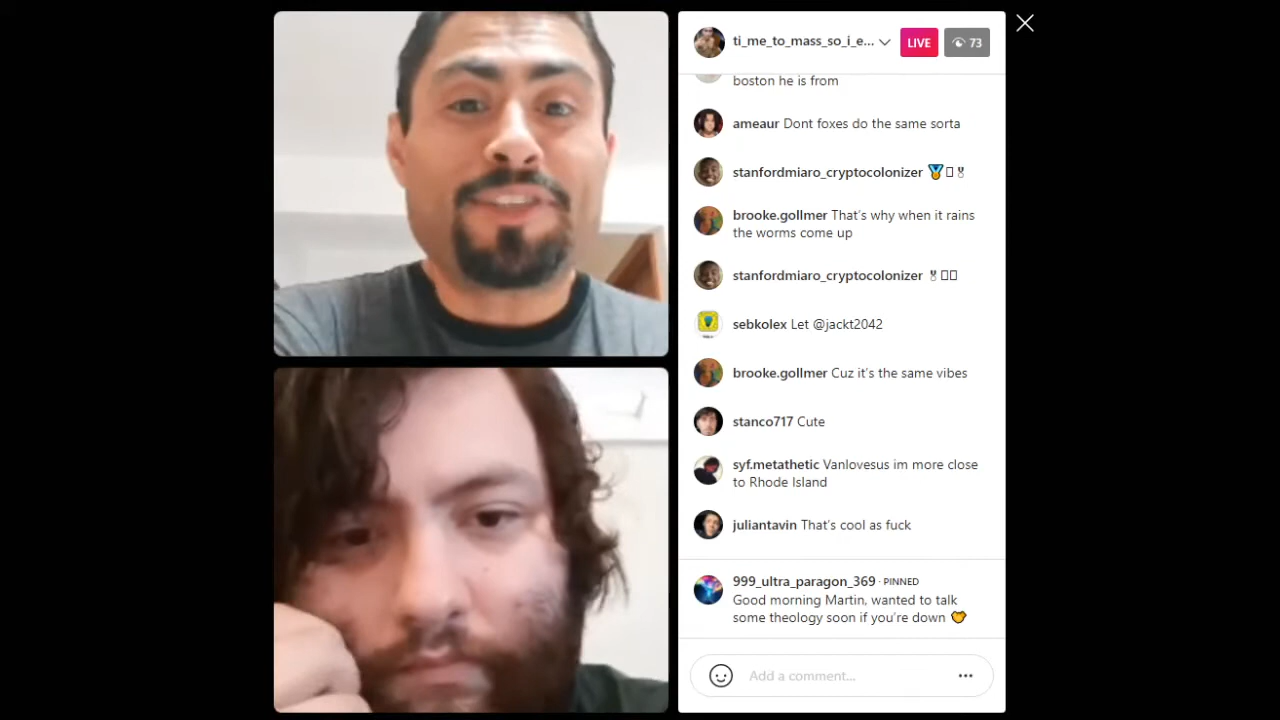 ti_me_to_mass_so_i_e...
LIVE
73
boston he is from
ameaur Dont foxes do the same sorta
stanfordmiaro_cryptocolonizer
brooke.gollmer That's why when it rains
the worms come up
stanfordmiaro_cryptocolonizer
sebkolex Let @jackt2042
brooke.gollmer Cuz it's the same vibes
stanco717 Cute
syf.metathetic Vanlovesus im more close
to Rhode Island
juliantavin That's cool as fuck
999_ultra_paragon_369 · PINNED
Good morning Martin, wanted to talk
some theology soon if you're down
Add a comment...